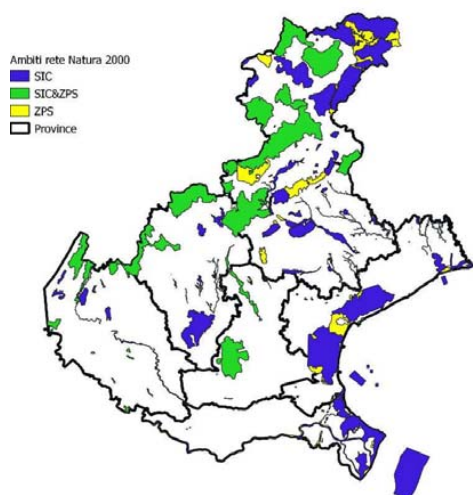 Ambiti rete Natura 2000
SIC
SIC&ZPS
ZPS
Province